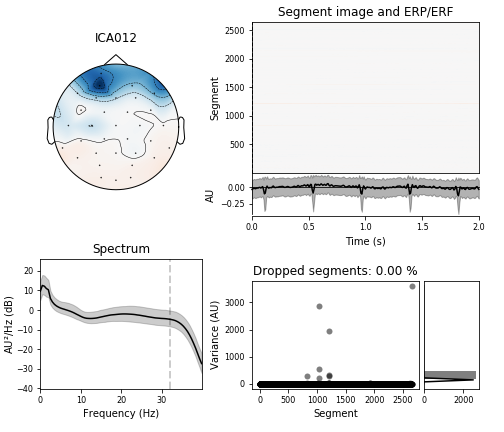 ICA012
Segment image and ERP/ERF
2500
2000
1500
1000
500
Segment
0.00
−0.25
AU
0.0 0.5 1.0 1.5 2.0
Time (s)
Spectrum
20
10
0
−10
−20
−30
−40
AU²/Hz (dB)
0 10 20 30
Frequency (Hz)
Dropped segments: 0.00 %
3000
2000
1000
0
Variance (AU)
0 500 1000 1500 2000 2500
Segment
0 2000